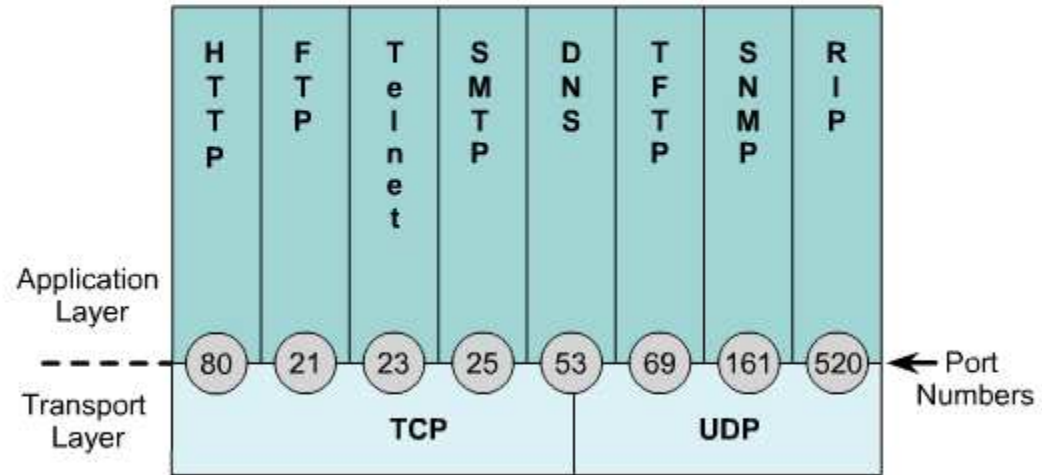 HTTP
FTP
Telnet
SMTP
DNS
TFTP
SNMP
RIP
Application
Layer
80 21 23 25 53 69 161 520
Port
Numbers
Transport
Layer
TCP UDP